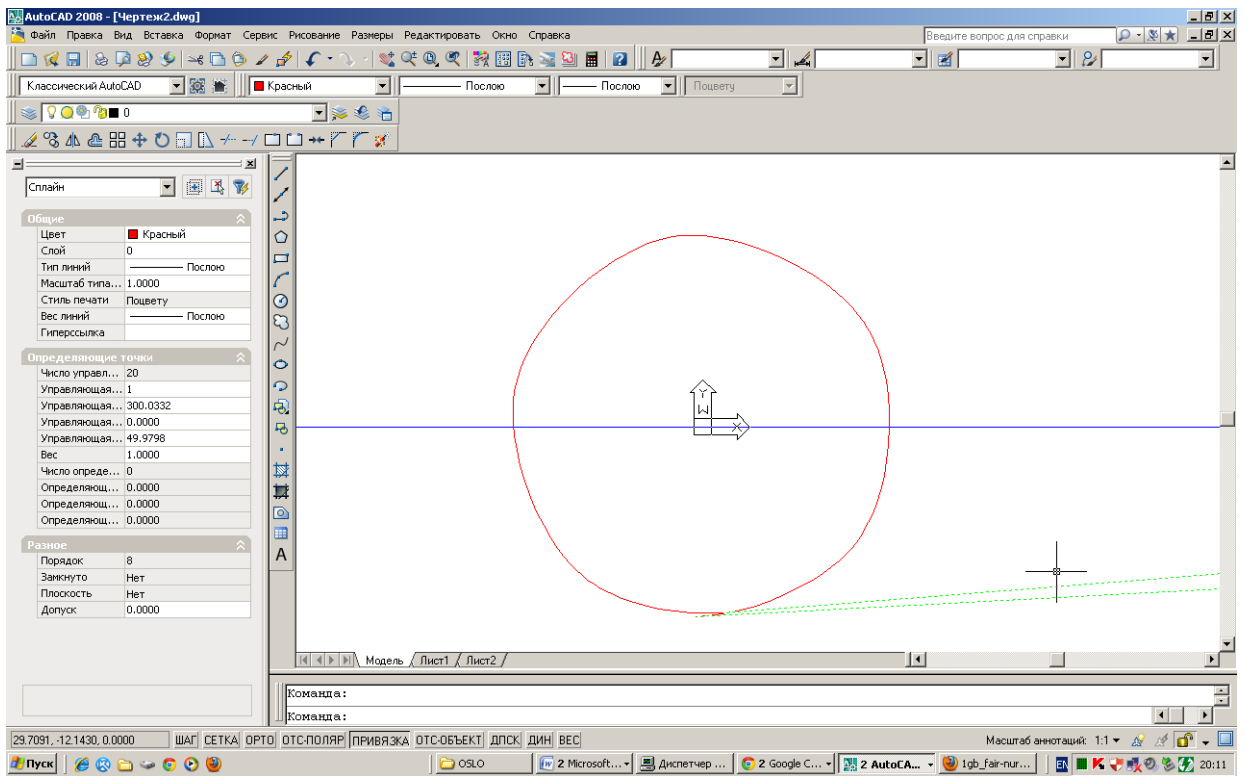 AutoCAD 2008 - [Чертеж2.dwg]
Файл Правка Вид Вставка Формат Сервис Рисование Размеры Редактировать Окно Справка
Введите вопрос для справки
Классический AutoCAD
Красный
Послою
Послою
Поцвету
0
Сплайн
Общие
Цвет Красный
Слой 0
Тип линий Послою
Масштаб типа... 1.0000
Стиль печати Поцвету
Вес линий Послою
Гиперссылка
Определяющие точки
Число управл... 20
Управляющая... 1
Управляющая... 300.0332
Управляющая... 0.0000
Управляющая... 49.9798
Вес 1.0000
Число опреде... 0
Определяющ... 0.0000
Определяющ... 0.0000
Определяющ... 0.0000
Разное
Порядок 8
Замкнуто Нет
Плоскость Нет
Допуск 0.0000
A
Y
W
X
Модель Лист1 Лист2
Команда:
Команда:
29.7091, -12.1430, 0.0000 ШАГ СЕТКА ОРТО ОТС-ПОЛЯР ПРИВЯЗКА ОТС-ОБЪЕКТ ДПСК ДИН ВЕС Масштаб аннотаций: 1:1
Пуск OSLO 2 Microsoft... Диспетчер ... 2 Google C... 2 AutoCA... 1gb_fair-nur... EN 20:11